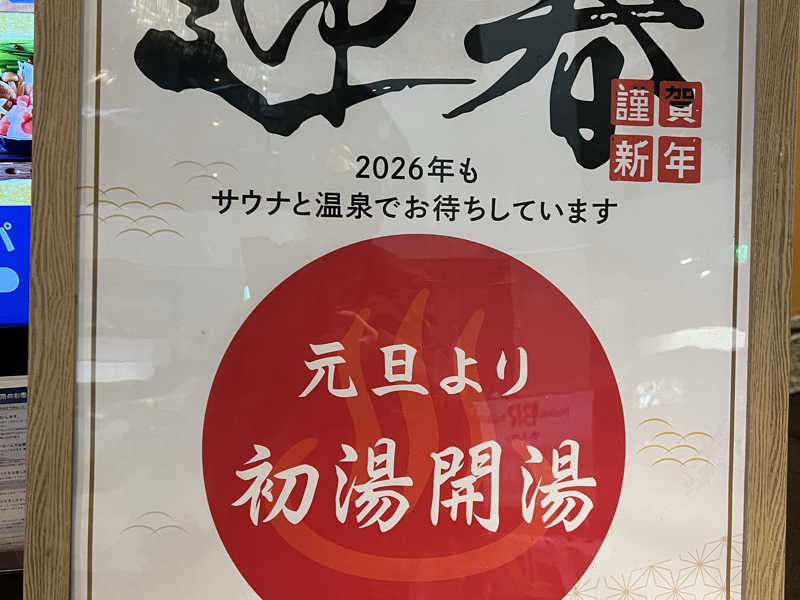 迎春
謹賀
新年
2026年も
サウナと温泉でお待ちしています
元旦より
初湯開湯